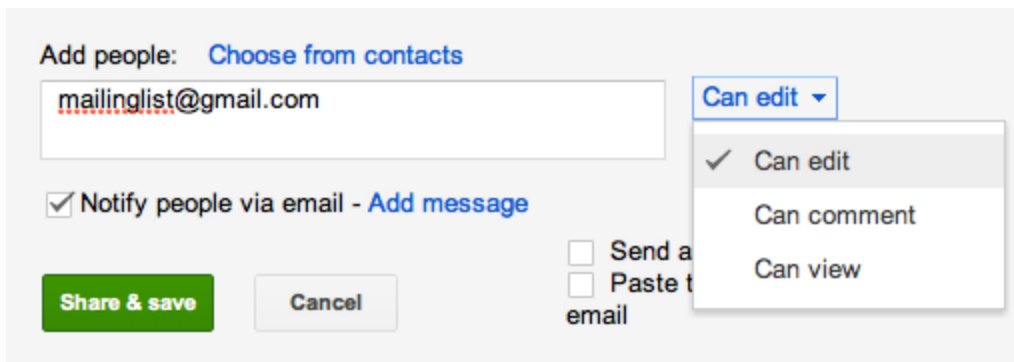 Add people: Choose from contacts
mailinglist@gmail.com
Can edit
Can edit
Can comment
Can view
Notify people via email - Add message
Send a
Paste t
email
Share & save
Cancel